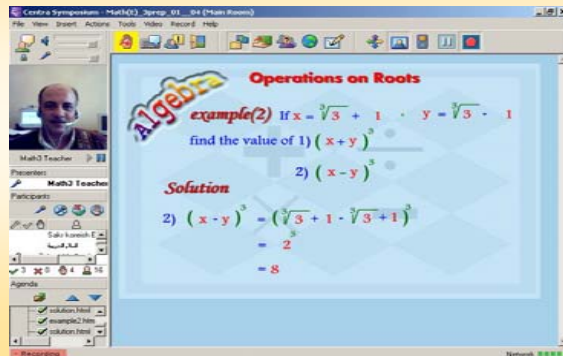 Centra Symposium - Math(t)_3prep_01__04 (Main Rooms)
File View Insert Actions Tools Video Record Help
Algebra
Operations on Roots
example(2) If x = ∛3 + 1 , y = ∛3 - 1
find the value of 1) ( x + y )³
2) ( x - y )³
Solution
2) ( x - y )³ = ( ∛3 + 1 - ∛3 + 1 )³
= 2³
= 8
Math3 Teacher
Presenters
Math3 Teacher
Participants
3 0 4 16
Agenda
solution.html
example2.htm
solution.html
Recording
Network